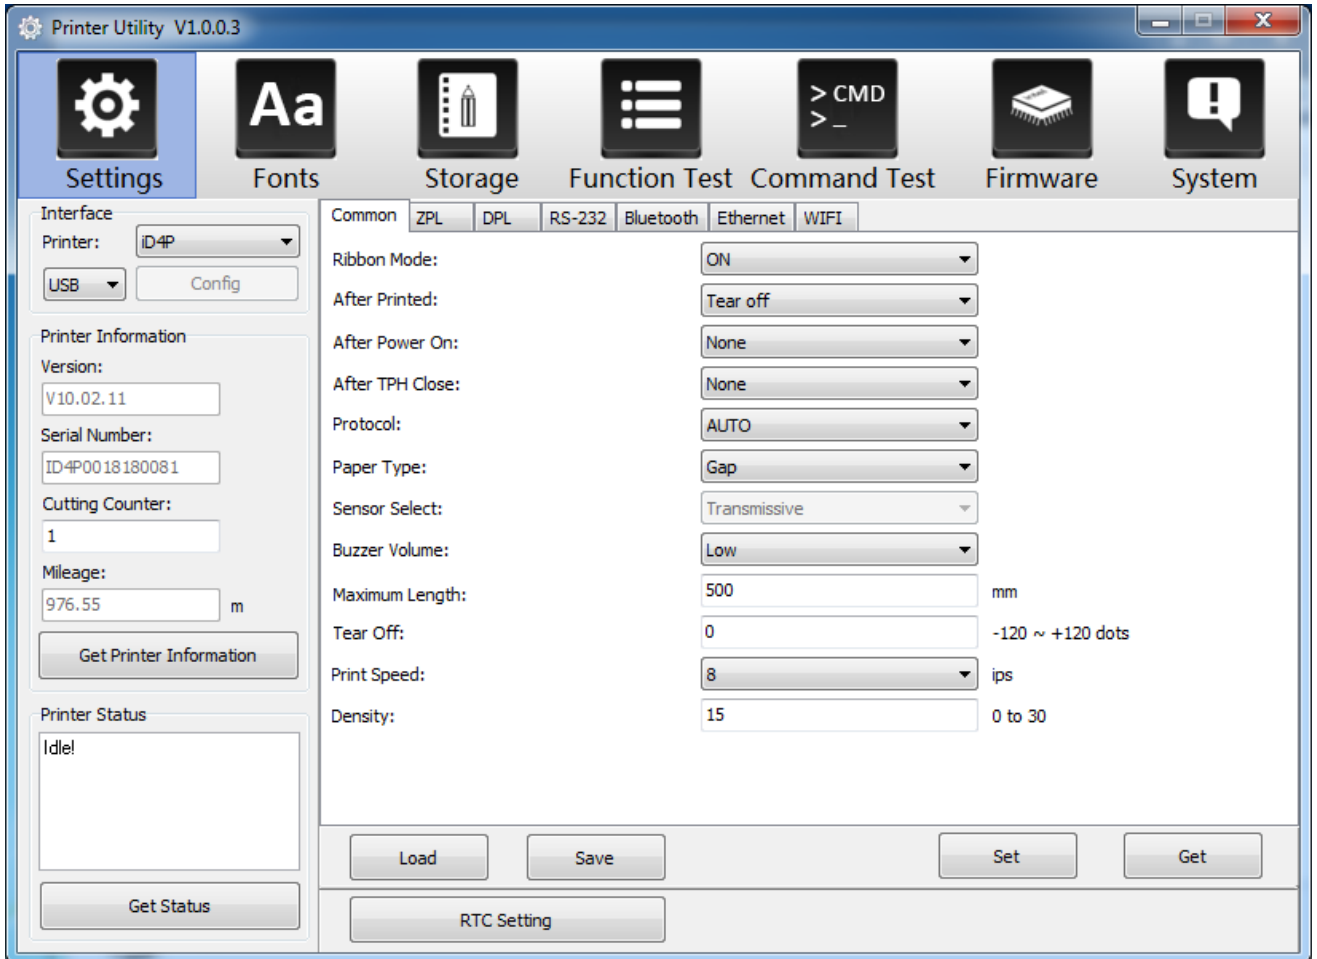 Printer Utility V1.0.0.3
Aa
> CMD
> _
Settings
Fonts
Storage
Function Test
Command Test
Firmware
System
Interface
Printer: iD4P
USB Config
Printer Information
Version:
V10.02.11
Serial Number:
ID4P0018180081
Cutting Counter:
1
Mileage:
976.55 m
Get Printer Information
Printer Status
Idle!
Get Status
Common ZPL DPL RS-232 Bluetooth Ethernet WIFI
Ribbon Mode: ON
After Printed: Tear off
After Power On: None
After TPH Close: None
Protocol: AUTO
Paper Type: Gap
Sensor Select: Transmissive
Buzzer Volume: Low
Maximum Length: 500 mm
Tear Off: 0 -120 ~ +120 dots
Print Speed: 8 ips
Density: 15 0 to 30
Load Save Set Get
RTC Setting